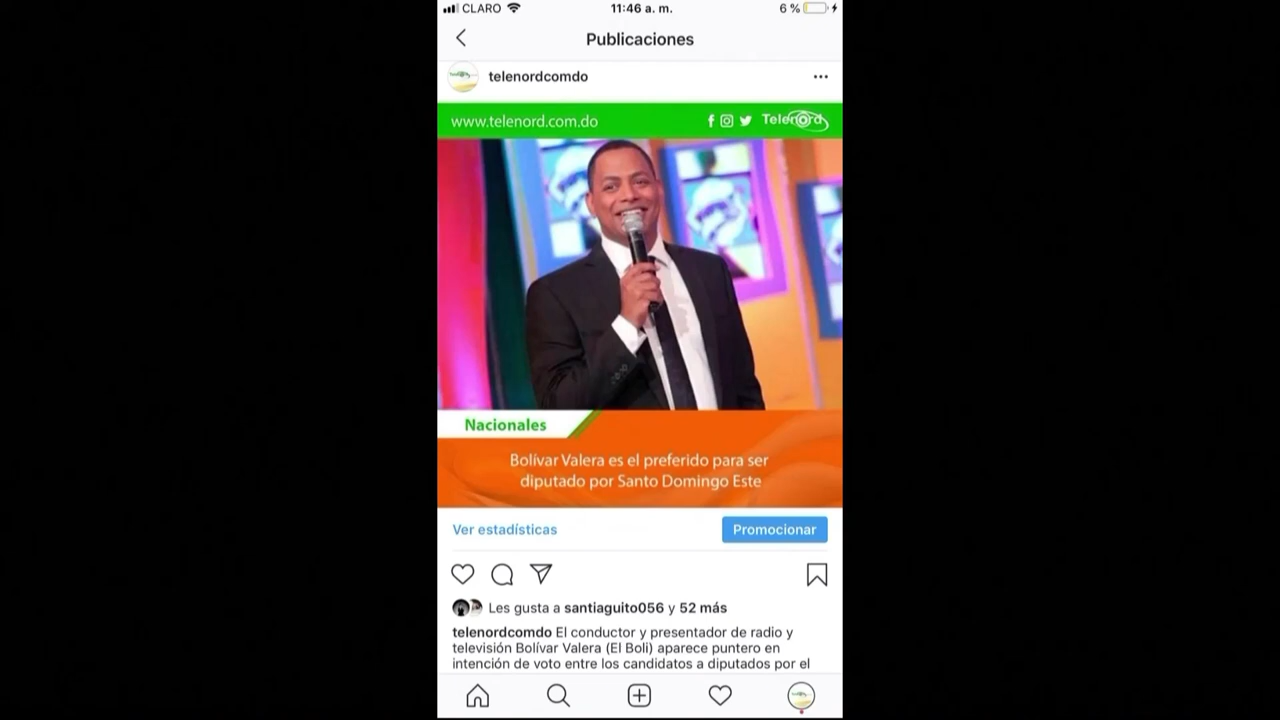 CLARO 11:46 a. m. 6 %
Publicaciones
telenordcomdo
www.telenord.com.do Telenord
Nacionales
Bolívar Valera es el preferido para ser
diputado por Santo Domingo Este
Ver estadísticas Promocionar
Les gusta a santiaguito056 y 52 más
telenordcomdo El conductor y presentador de radio y
televisión Bolívar Valera (El Boli) aparece puntero en
intención de voto entre los candidatos a diputados por el